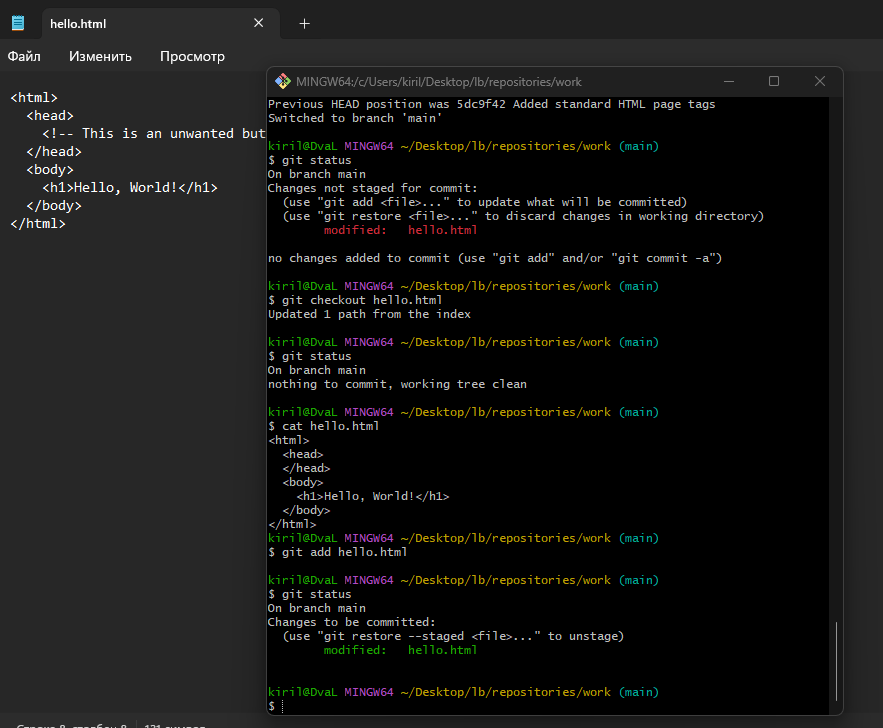 hello.html
Файл Изменить Просмотр
<html>
<head>
<!-- This is an unwanted but
</head>
<body>
<h1>Hello, World!</h1>
</body>
</html>
MINGW64:/c/Users/kiril/Desktop/lb/repositories/work
Previous HEAD position was 5dc9f42 Added standard HTML page tags
Switched to branch 'main'
kiril@DvaL MINGW64 ~/Desktop/lb/repositories/work (main)
$ git status
On branch main
Changes not staged for commit:
(use "git add <file>..." to update what will be committed)
(use "git restore <file>..." to discard changes in working directory)
modified: hello.html
no changes added to commit (use "git add" and/or "git commit -a")
kiril@DvaL MINGW64 ~/Desktop/lb/repositories/work (main)
$ git checkout hello.html
Updated 1 path from the index
kiril@DvaL MINGW64 ~/Desktop/lb/repositories/work (main)
$ git status
On branch main
nothing to commit, working tree clean
kiril@DvaL MINGW64 ~/Desktop/lb/repositories/work (main)
$ cat hello.html
<html>
<head>
</head>
<body>
<h1>Hello, World!</h1>
</body>
</html>
kiril@DvaL MINGW64 ~/Desktop/lb/repositories/work (main)
$ git add hello.html
kiril@DvaL MINGW64 ~/Desktop/lb/repositories/work (main)
$ git status
On branch main
Changes to be committed:
(use "git restore --staged <file>..." to unstage)
modified: hello.html
kiril@DvaL MINGW64 ~/Desktop/lb/repositories/work (main)
$